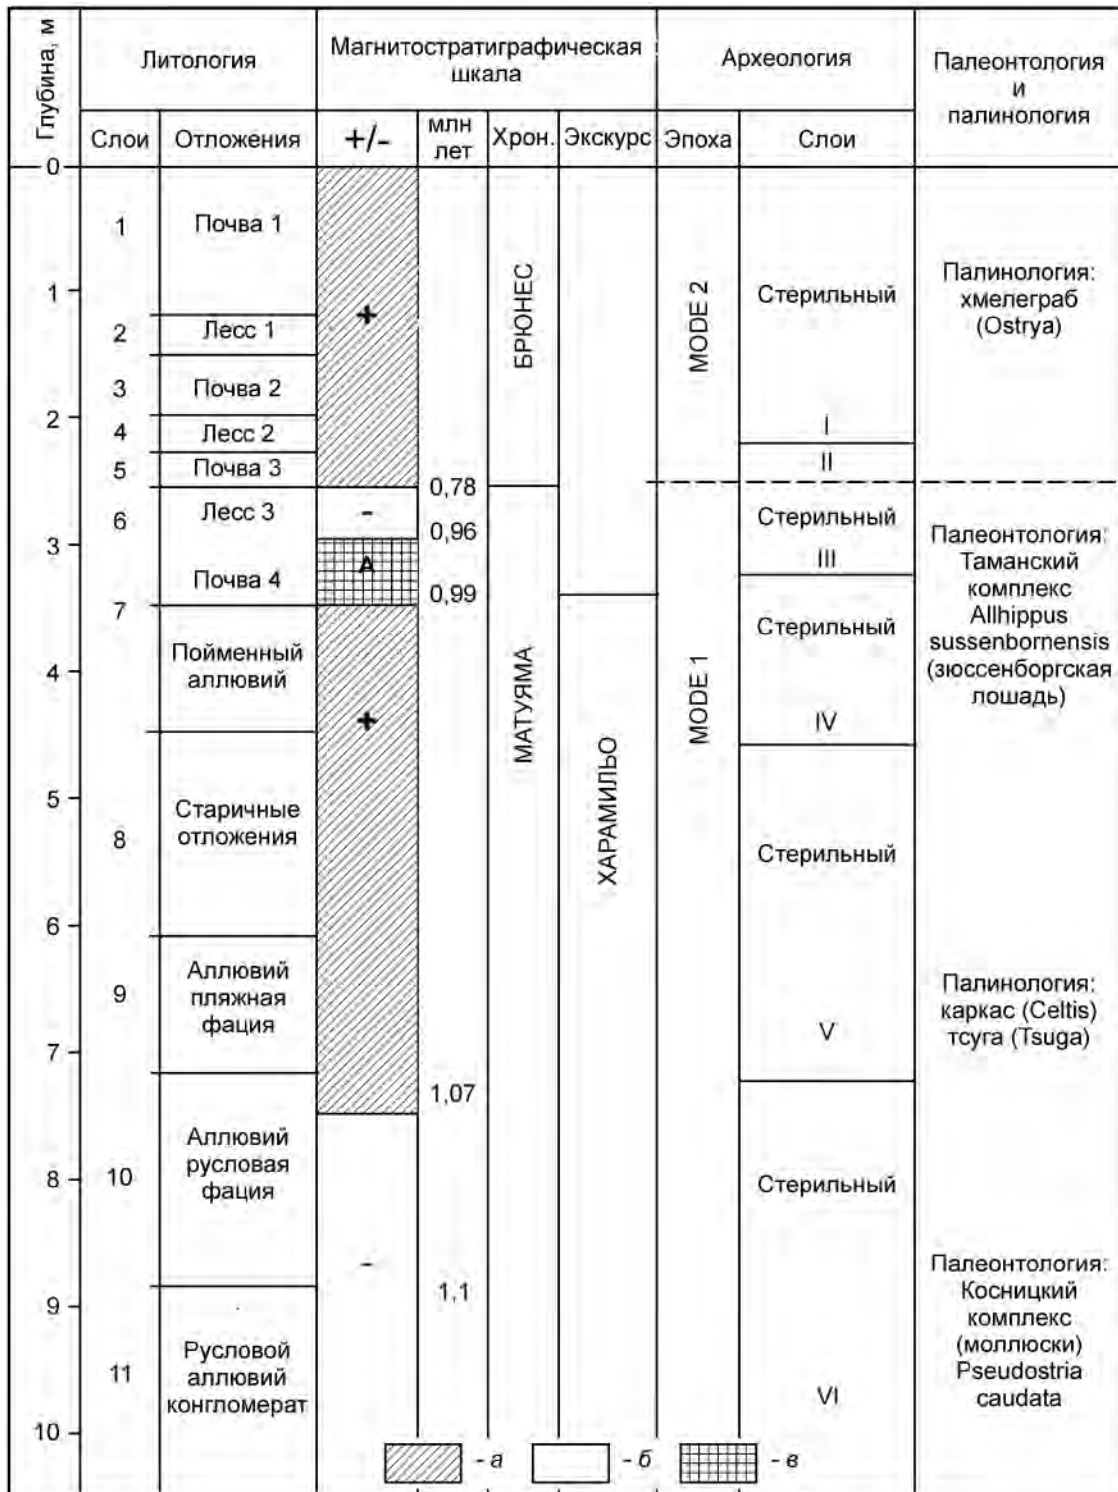 Глубина, м
Литология
Магнитостратиграфическая
шкала
Археология
Палеонтология
и
палинология
Слои
Отложения
+/-
млн
лет
Хрон.
Экскурс
Эпоха
Слои
0
1
2
3
4
5
6
7
8
9
10
1
2
3
4
5
6
7
8
9
10
11
Почва 1
Лесс 1
Почва 2
Лесс 2
Почва 3
Лесс 3
Почва 4
Пойменный
аллювий
Старичные
отложения
Аллювий
пляжная
фация
Аллювий
русловая
фация
Русловой
аллювий
конгломерат
+
-
А
+
-
0,78
0,96
0,99
1,07
1,1
БРЮНЕС
МАТУЯМА
ХАРАМИЛЬО
MODE 2
MODE 1
Стерильный
I
II
Стерильный
III
Стерильный
IV
Стерильный
V
Стерильный
VI
Палинология:
хмелеграб
(Ostrya)
Палеонтология:
Таманский
комплекс
Allhippus
sussenbornensis
(зюссенборгская
лошадь)
Палинология:
каркас (Celtis)
тсуга (Tsuga)
Палеонтология:
Косницкий
комплекс
(моллюски)
Pseudostria
caudata
- а
- б
- в